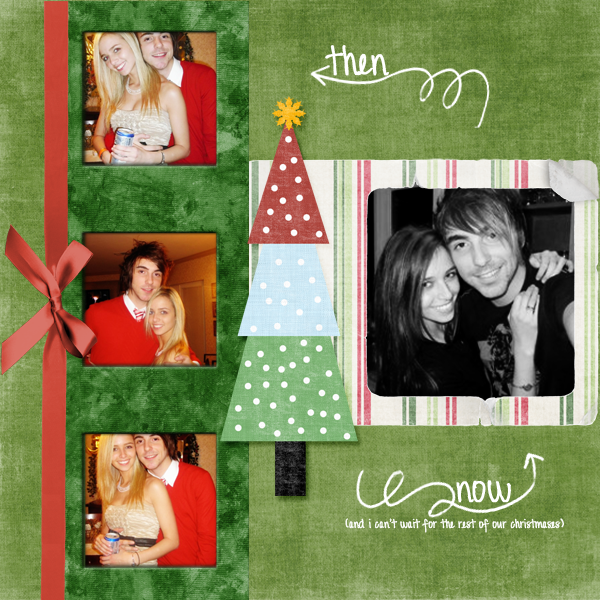 then
now
(and i can't wait for the rest of our christmases)